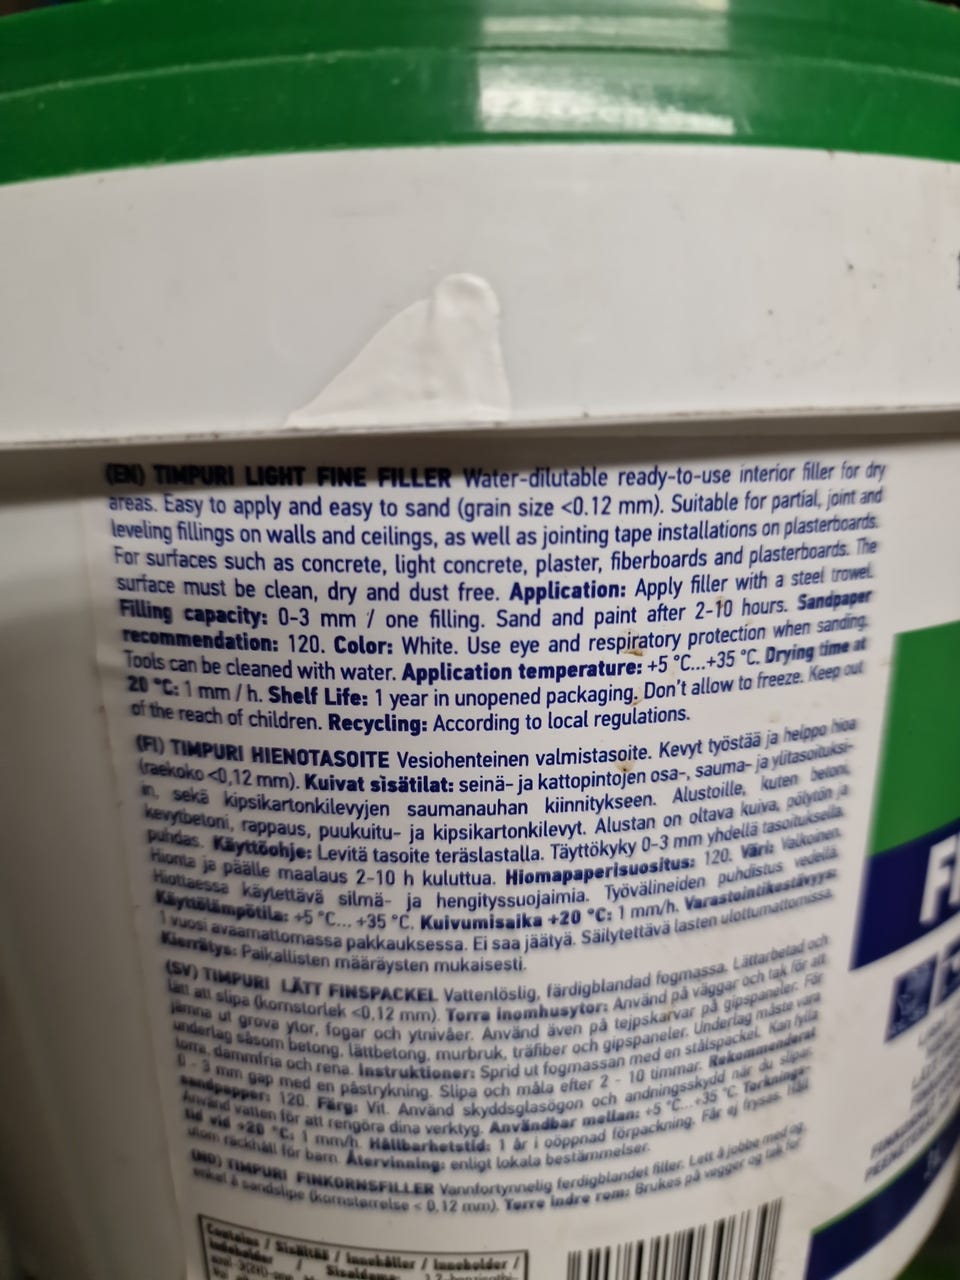 (EN) TIMPURI LIGHT FINE FILLER Water-dilutable ready-to-use interior filler for dry
areas. Easy to apply and easy to sand (grain size <0.12 mm). Suitable for partial, joint and
leveling fillings on walls and ceilings, as well as jointing tape installations on plasterboards.
For surfaces such as concrete, light concrete, plaster, fiberboards and plasterboards. The
surface must be clean, dry and dust free. Application: Apply filler with a steel trowel.
Filling capacity: 0-3 mm / one filling. Sand and paint after 2-10 hours. Sandpaper
recommendation: 120. Color: White. Use eye and respiratory protection when sanding.
Tools can be cleaned with water. Application temperature: +5 °C...+35 °C. Drying time at
20 °C: 1 mm / h. Shelf Life: 1 year in unopened packaging. Don't allow to freeze. Keep out
of the reach of children. Recycling: According to local regulations.
(FI) TIMPURI HIENOTASOITE Vesiohenteinen valmistasoite. Kevyt työstää ja helppo hioa
(raekoko <0,12 mm). Kuivat sisätilat: seinä- ja kattopintojen osa-, sauma- ja ylitasoituksi-
in, sekä kipsikartonkilevyjen saumanauhan kiinnitykseen. Alustoille, kuten betoni,
kevytbetoni, rappaus, puukuitu- ja kipsikartonkilevyt. Alustan on oltava kuiva, pölytön ja
puhdas. Käyttöohje: Levitä tasoite teräslastalla. Täyttökyky 0-3 mm yhdellä tasoituksella.
Hionta ja päälle maalaus 2-10 h kuluttua. Hiomapaperisuositus: 120. Väri: Valkoinen.
Hiottaessa käytettävä silmä- ja hengityssuojaimia. Työvälineiden puhdistus vedellä.
Käyttölämpötila: +5 °C... +35 °C. Kuivumisaika +20 °C: 1 mm/h. Varastointikestävyys:
1 vuosi avaamattomassa pakkauksessa. Ei saa jäätyä. Säilytettävä lasten ulottumattomissa.
Kierrätys: Paikallisten määräysten mukaisesti.
(SV) TIMPURI LÄTT FINSPACKEL Vattenlöslig, färdigblandad fogmassa. Lättarbetad och
lätt att slipa (kornstorlek <0,12 mm). Torra inomhusytor: Använd på väggar och tak för att
jämna ut grova ytor, fogar och ytnivåer. Använd även på tejpskarvar på gipspaneler. För
underlag såsom betong, lättbetong, murbruk, träfiber och gipspaneler. Underlag måste vara
torra, dammfria och rena. Instruktioner: Sprid ut fogmassan med en stålspackel. Kan fylla
0 - 3 mm gap med en påstrykning. Slipa och måla efter 2 - 10 timmar. Rekommenderat
sandpapper: 120. Färg: Vit. Använd skyddsglasögon och andningsskydd när du slipar.
Använd vatten för att rengöra dina verktyg. Användbar mellan: +5 °C...+35 °C. Torknings-
tid vid +20 °C: 1 mm/h. Hållbarhetstid: 1 år i oöppnad förpackning. Får ej frysas. Håll
utom räckhåll för barn. Återvinning: enligt lokala bestämmelser.
(NO) TIMPURI FINKORNSFILLER Vannfortynnelig ferdigblandet filler. Lett å jobbe med og
enkel å sandslipe (kornstørrelse < 0,12 mm). Tørre indre rom: Brukes på vegger og tak for
Contains / Sisältää / Innehåller / Inneholder /